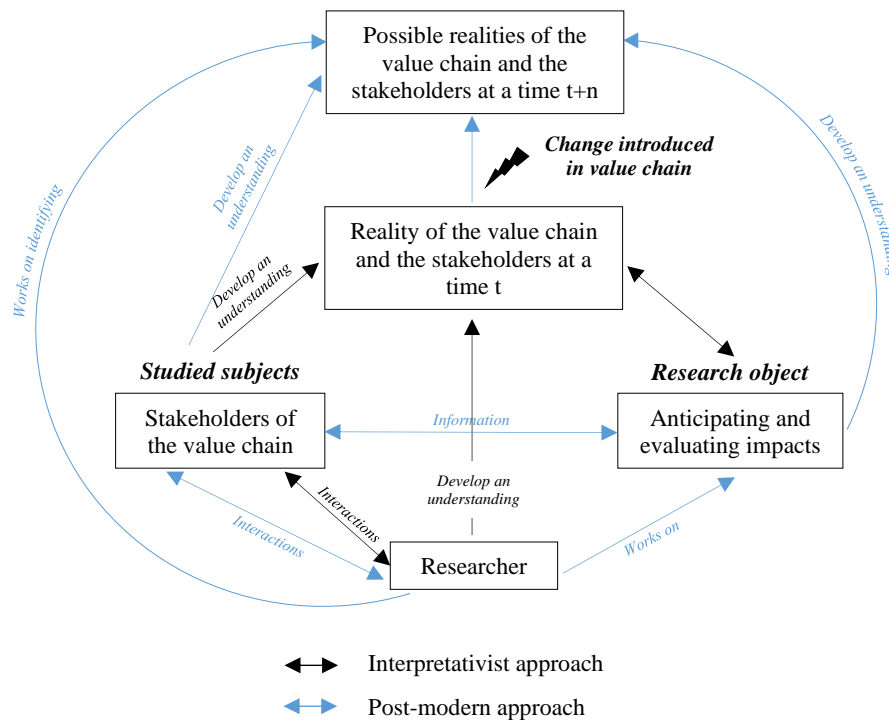 Possible realities of the
value chain and the
stakeholders at a time t+n
Change introduced
in value chain
Develop an
understanding
Works on identifying
Develop an understanding
Reality of the value chain
and the stakeholders at a
time t
Develop an
understanding
Studied subjects
Research object
Stakeholders of
the value chain
Information
Anticipating and
evaluating impacts
Develop an
understanding
Interactions
Interactions
Works on
Researcher
Interpretativist approach
Post-modern approach